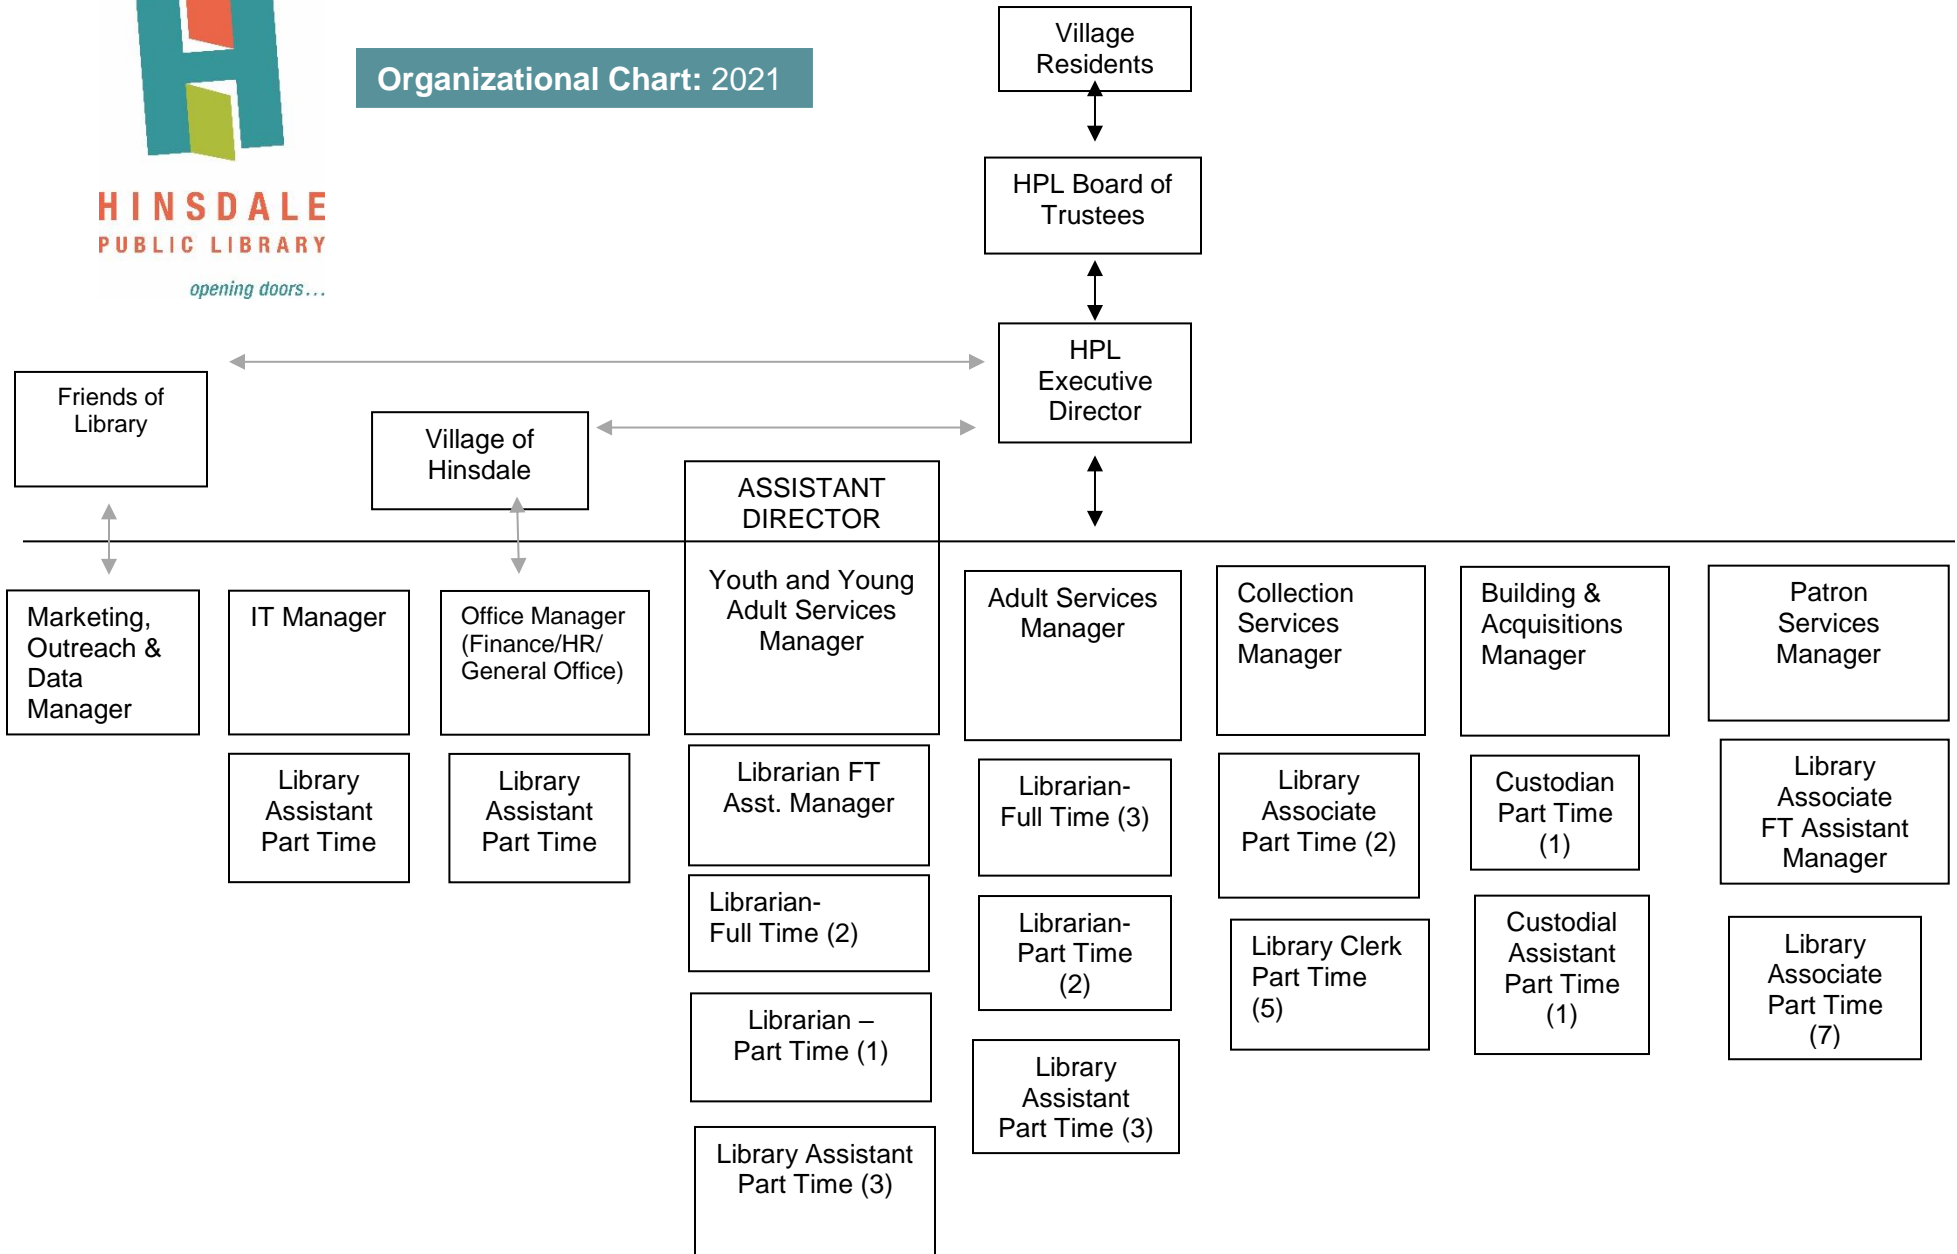 HINSDALE
PUBLIC LIBRARY
opening doors...
Organizational Chart: 2021
Village
Residents
HPL Board of
Trustees
HPL
Executive
Director
Friends of
Library
Village of
Hinsdale
ASSISTANT
DIRECTOR
Marketing,
Outreach &
Data
Manager
IT Manager
Library
Assistant
Part Time
Office Manager
(Finance/HR/
General Office)
Library
Assistant
Part Time
Youth and Young
Adult Services
Manager
Librarian FT
Asst. Manager
Librarian-
Full Time (2)
Librarian –
Part Time (1)
Library Assistant
Part Time (3)
Adult Services
Manager
Librarian-
Full Time (3)
Librarian-
Part Time
(2)
Library
Assistant
Part Time (3)
Collection
Services
Manager
Library
Associate
Part Time (2)
Library Clerk
Part Time
(5)
Building &
Acquisitions
Manager
Custodian
Part Time
(1)
Custodial
Assistant
Part Time
(1)
Patron
Services
Manager
Library
Associate
FT Assistant
Manager
Library
Associate
Part Time
(7)